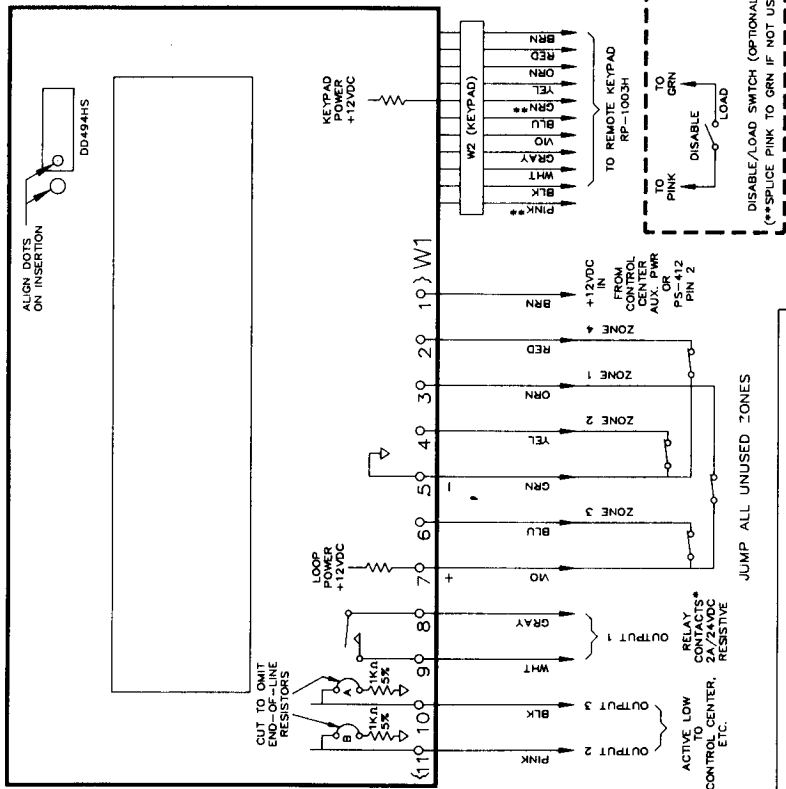 ALIGN DOTS
ON INSERTION
DD494HS
KEYPAD
POWER
+12VDC
W2 (KEYPAD)
BRN
RED
ORN
YEL
GRN**
BLU
VIO
GRAY
WHT
BLK
PINK**
TO REMOTE KEYPAD
RP-1003H
TO
PINK
TO
GRN
DISABLE
LOAD
DISABLE/LOAD SWITCH (OPTIONAL
(**SPLICE PINK TO GRN IF NOT US
CUT TO OMIT
END-OF-LINE
RESISTORS
B
1KΩ
5%
A
1KΩ
5%
LOOP
POWER
+12VDC
{11 10 9 8 7 6 5 4 3 2 1 } W1
+
-
PINK
BLK
WHT
GRAY
VIO
BLU
GRN
YEL
ORN
RED
BRN
OUTPUT 2
OUTPUT 3
OUTPUT 1
ZONE 3
ZONE 2
ZONE 1
ZONE 4
ACTIVE LOW
TO
CONTROL CENTER,
ETC.
RELAY
CONTACTS*
2A/24VDC
RESISTIVE
+12VDC
IN
FROM
CONTROL
CENTER
AUX. PWR
OR
PS-412
PIN 2
JUMP ALL UNUSED ZONES